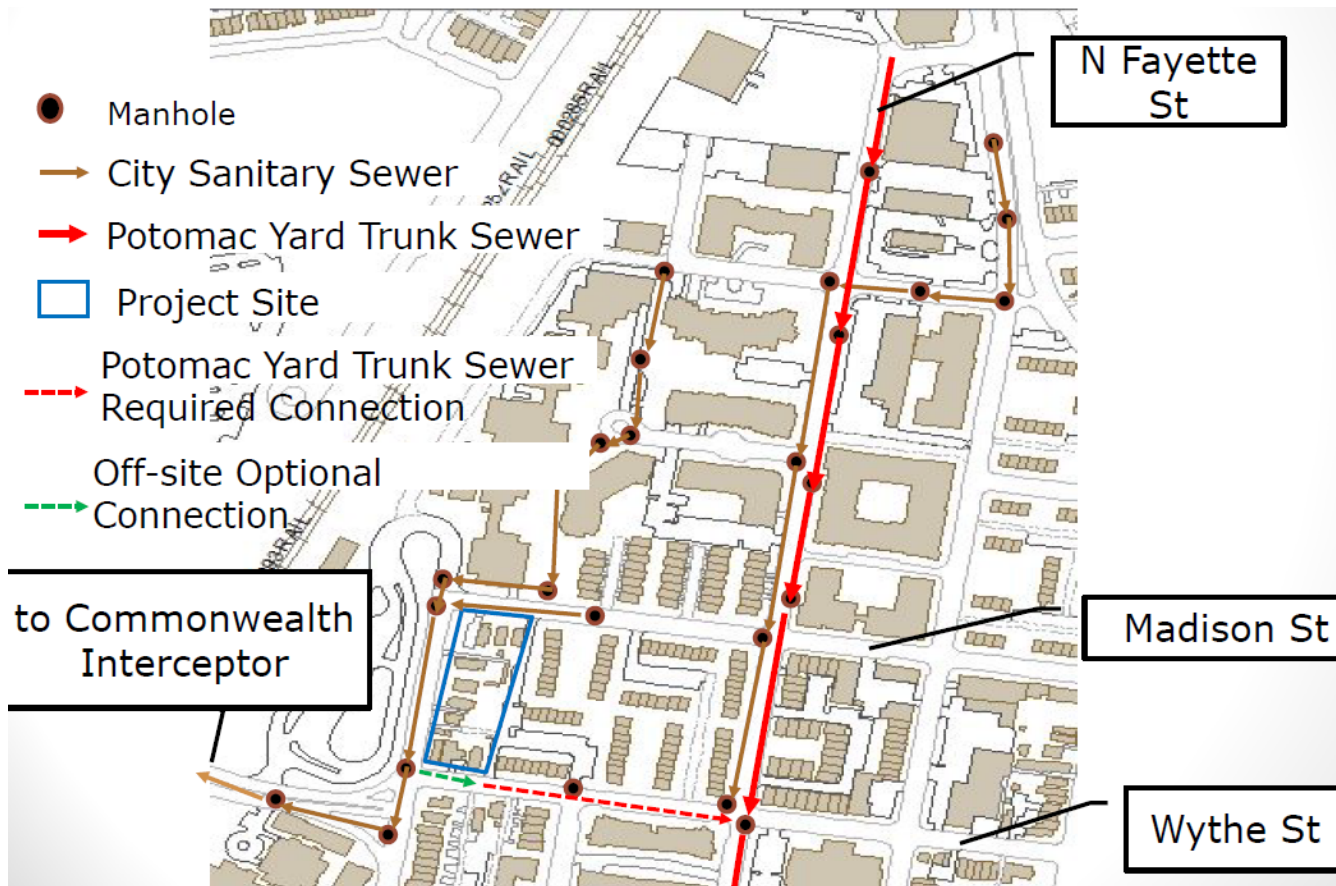 N Fayette
St
Manhole
City Sanitary Sewer
Potomac Yard Trunk Sewer
Project Site
Potomac Yard Trunk Sewer
Required Connection
Off-site Optional
Connection
to Commonwealth
Interceptor
Madison St
Wythe St